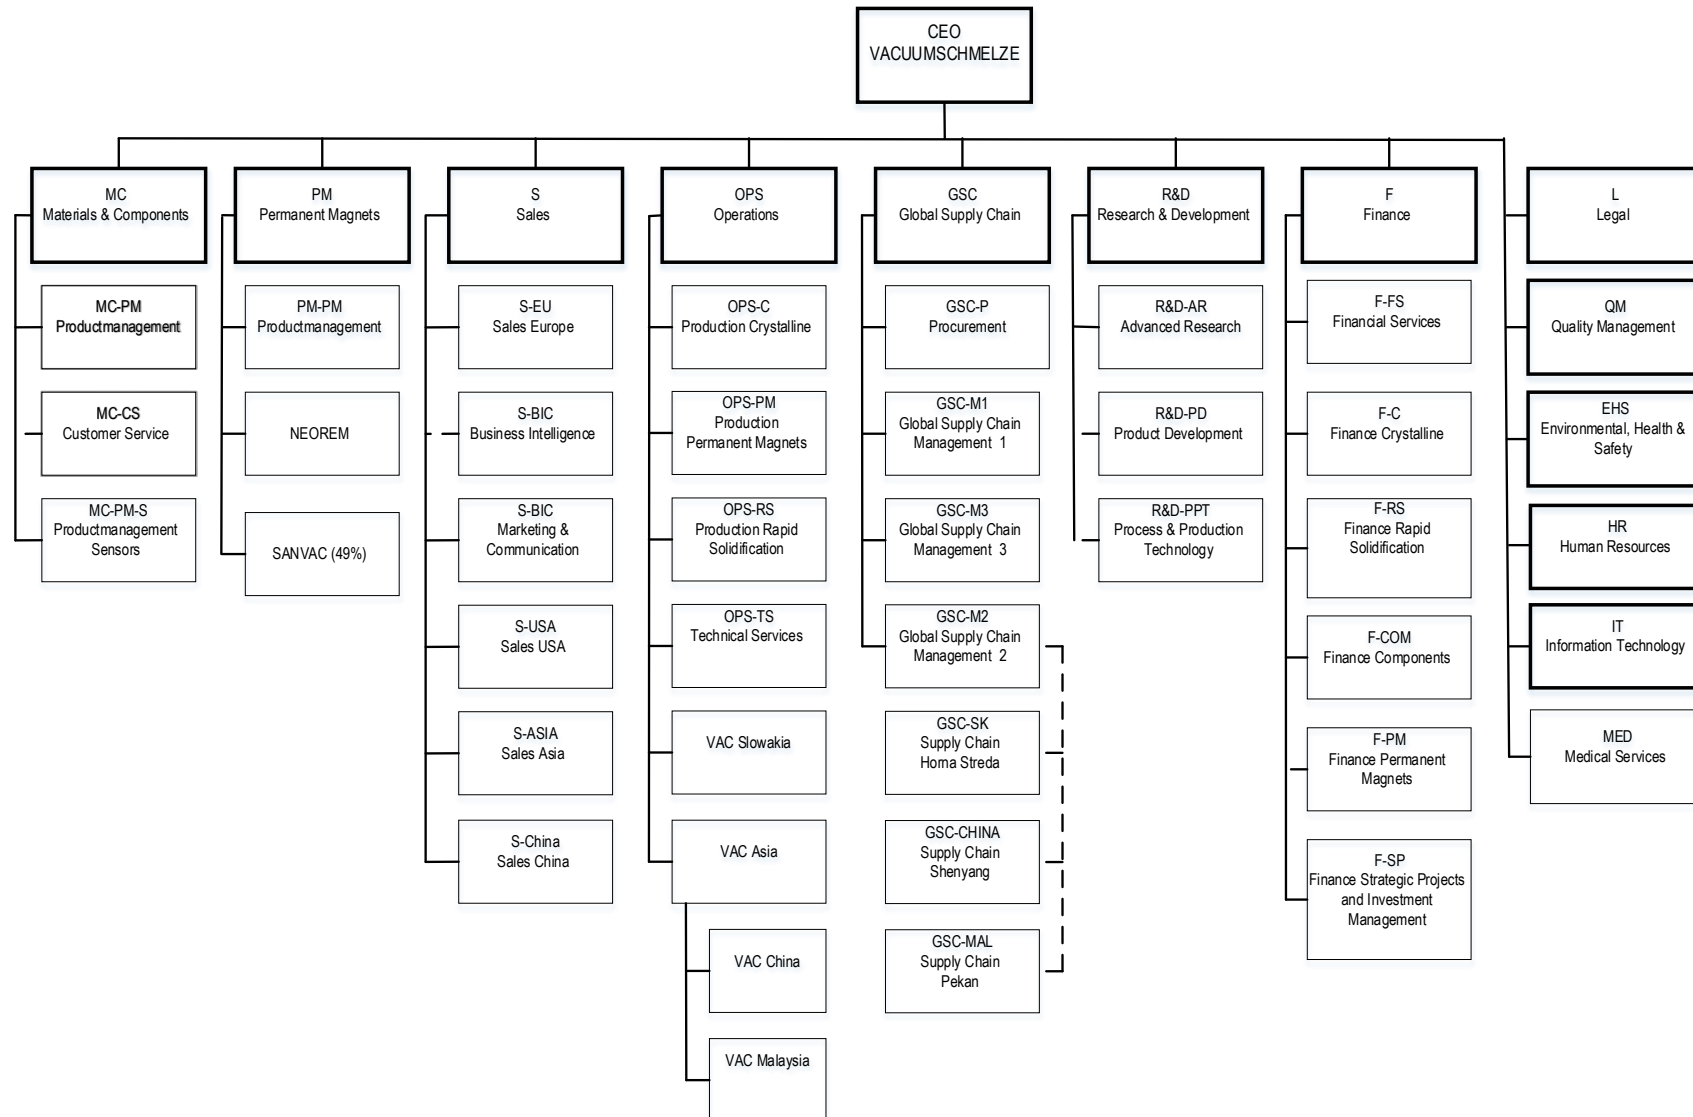 CEO
VACUUMSCHMELZE
MC
Materials & Components
PM
Permanent Magnets
S
Sales
OPS
Operations
GSC
Global Supply Chain
R&D
Research & Development
F
Finance
L
Legal
MC-PM
Productmanagement
MC-CS
Customer Service
MC-PM-S
Productmanagement
Sensors
PM-PM
Productmanagement
NEOREM
SANVAC (49%)
S-EU
Sales Europe
S-BIC
Business Intelligence
S-BIC
Marketing &
Communication
S-USA
Sales USA
S-ASIA
Sales Asia
S-China
Sales China
OPS-C
Production Crystalline
OPS-PM
Production
Permanent Magnets
OPS-RS
Production Rapid
Solidification
OPS-TS
Technical Services
VAC Slowakia
VAC Asia
VAC China
VAC Malaysia
GSC-P
Procurement
GSC-M1
Global Supply Chain
Management 1
GSC-M3
Global Supply Chain
Management 3
GSC-M2
Global Supply Chain
Management 2
GSC-SK
Supply Chain
Horna Streda
GSC-CHINA
Supply Chain
Shenyang
GSC-MAL
Supply Chain
Pekan
R&D-AR
Advanced Research
R&D-PD
Product Development
R&D-PPT
Process & Production
Technology
F-FS
Financial Services
F-C
Finance Crystalline
F-RS
Finance Rapid
Solidification
F-COM
Finance Components
F-PM
Finance Permanent
Magnets
F-SP
Finance Strategic Projects
and Investment
Management
QM
Quality Management
EHS
Environmental, Health &
Safety
HR
Human Resources
IT
Information Technology
MED
Medical Services